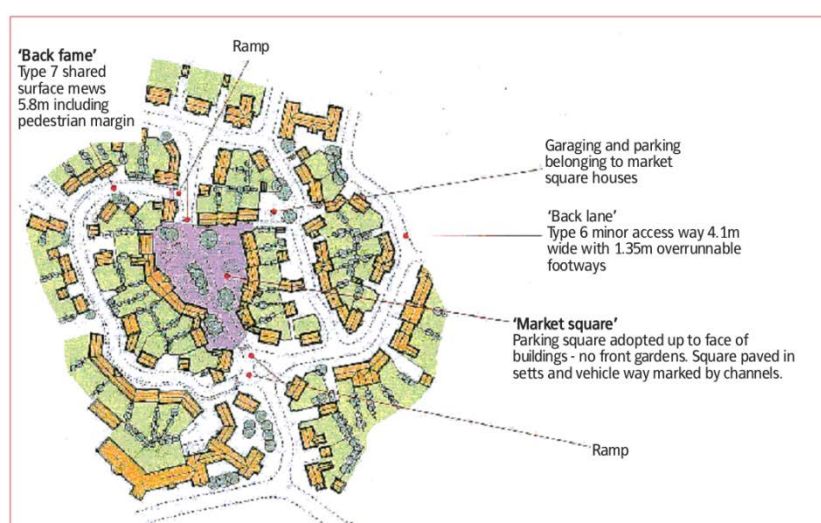 'Back fame'
Type 7 shared
surface mews
5.8m including
pedestrian margin
Ramp
Garaging and parking
belonging to market
square houses
'Back lane'
Type 6 minor access way 4.1m
wide with 1.35m overrunnable
footways
'Market square'
Parking square adopted up to face of
buildings - no front gardens. Square paved in
setts and vehicle way marked by channels.
Ramp